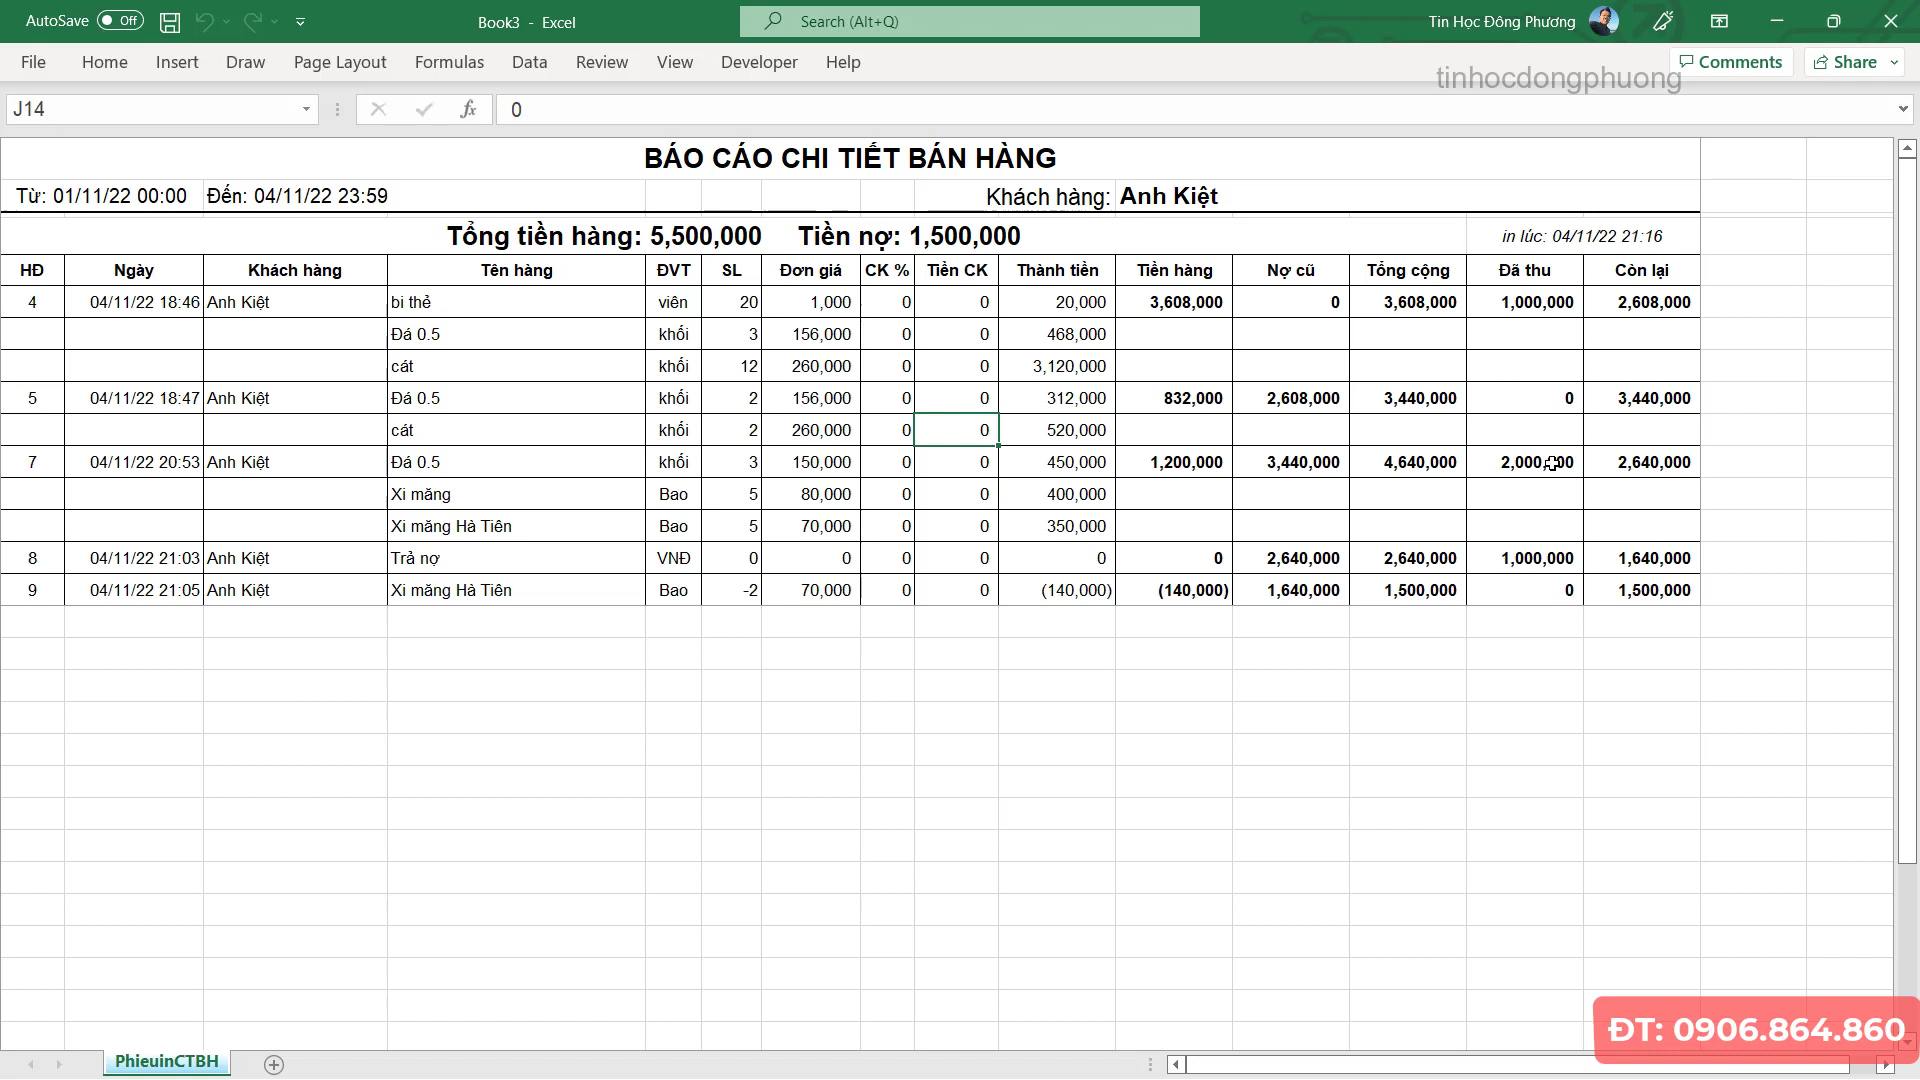 AutoSave Off Book3 - Excel Search (Alt+Q) Tin Học Đông Phương
File Home Insert Draw Page Layout Formulas Data Review View Developer Help Comments Share
tinhocdongphuong
J14 fx 0
BÁO CÁO CHI TIẾT BÁN HÀNG
Từ: 01/11/22 00:00 Đến: 04/11/22 23:59 Khách hàng: Anh Kiệt
Tổng tiền hàng: 5,500,000 Tiền nợ: 1,500,000 in lúc: 04/11/22 21:16
HĐ Ngày Khách hàng Tên hàng ĐVT SL Đơn giá CK % Tiền CK Thành tiền Tiền hàng Nợ cũ Tổng cộng Đã thu Còn lại
4 04/11/22 18:46 Anh Kiệt bi thẻ viên 20 1,000 0 0 20,000 3,608,000 0 3,608,000 1,000,000 2,608,000
Đá 0.5 khối 3 156,000 0 0 468,000
cát khối 12 260,000 0 0 3,120,000
5 04/11/22 18:47 Anh Kiệt Đá 0.5 khối 2 156,000 0 0 312,000 832,000 2,608,000 3,440,000 0 3,440,000
cát khối 2 260,000 0 0 520,000
7 04/11/22 20:53 Anh Kiệt Đá 0.5 khối 3 150,000 0 0 450,000 1,200,000 3,440,000 4,640,000 2,000,000 2,640,000
Xi măng Bao 5 80,000 0 0 400,000
Xi măng Hà Tiên Bao 5 70,000 0 0 350,000
8 04/11/22 21:03 Anh Kiệt Trả nợ VNĐ 0 0 0 0 0 0 2,640,000 2,640,000 1,000,000 1,640,000
9 04/11/22 21:05 Anh Kiệt Xi măng Hà Tiên Bao -2 70,000 0 0 (140,000) (140,000) 1,640,000 1,500,000 0 1,500,000
ĐT: 0906.864.860
PhieuinCTBH